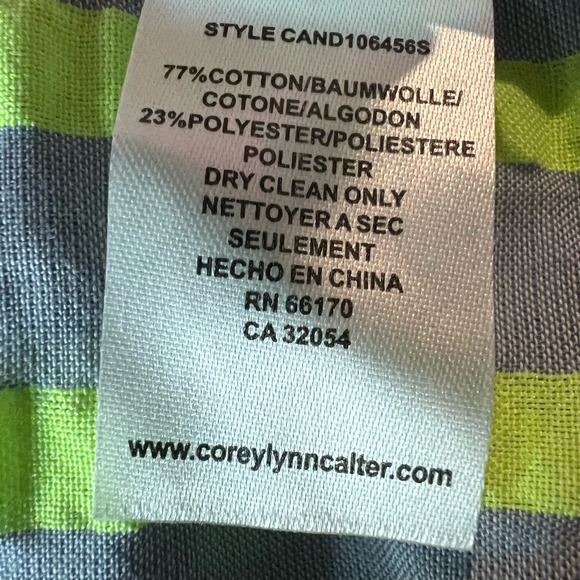 STYLE CAND106456S
77%COTTON/BAUMWOLLE/
COTONE/ALGODON
23%POLYESTER/POLIESTERE
POLIESTER
DRY CLEAN ONLY
NETTOYER A SEC
SEULEMENT
HECHO EN CHINA
RN 66170
CA 32054
www.coreylynncalter.com